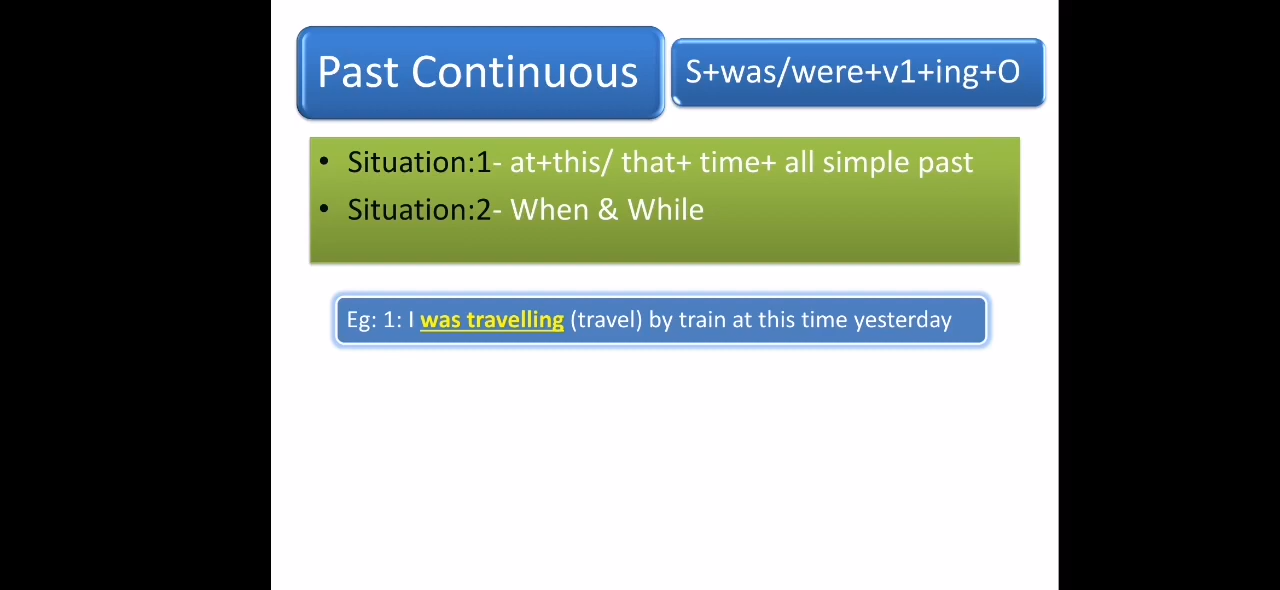 Past Continuous
S+was/were+v1+ing+O
• Situation:1- at+this/ that+ time+ all simple past
• Situation:2- When & While
Eg: 1: I was travelling (travel) by train at this time yesterday